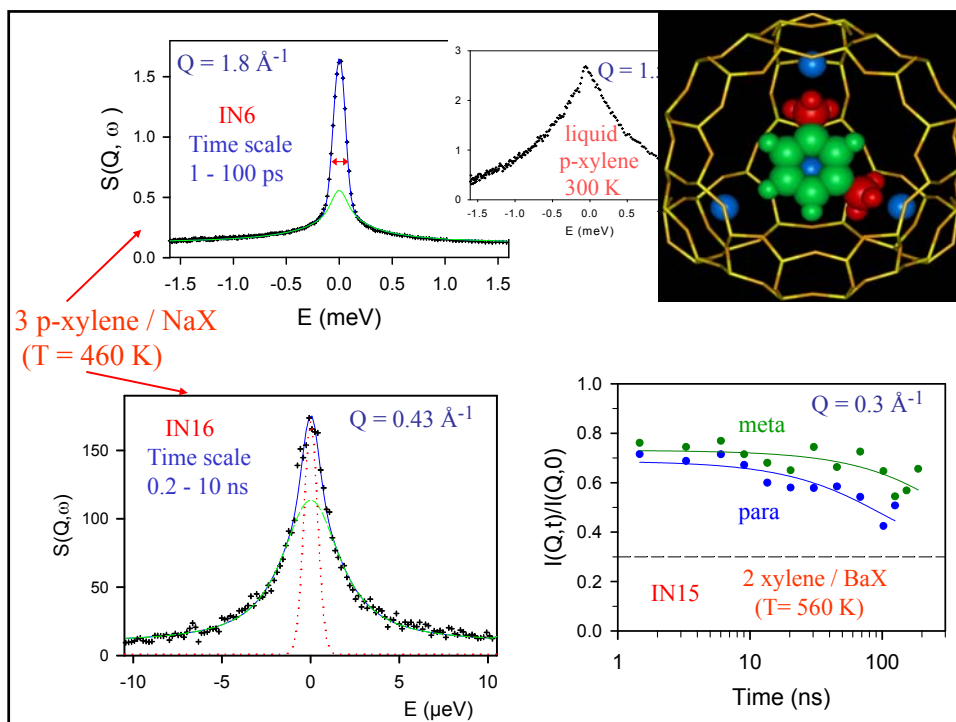 Q = 1.8 Å⁻¹
IN6
Time scale
1 - 100 ps
S(Q, ω)
1.5
1.0
0.5
0.0
-1.5 -1.0 -0.5 0.0 0.5 1.0 1.5
E (meV)
3
2
1
0
liquid
p-xylene
300 K
-1.5 -1.0 -0.5 0.0 0.5
E (meV)
3 p-xylene / NaX
(T = 460 K)
Q = 0.43 Å⁻¹
IN16
Time scale
0.2 - 10 ns
S(Q,ω)
150
100
50
0
-10 -5 0 5 10
E (µeV)
Q = 0.3 Å⁻¹
meta
para
I(Q,t)/I(Q,0)
1.0
0.8
0.6
0.4
0.2
0.0
IN15
2 xylene / BaX
(T= 560 K)
1 10 100
Time (ns)